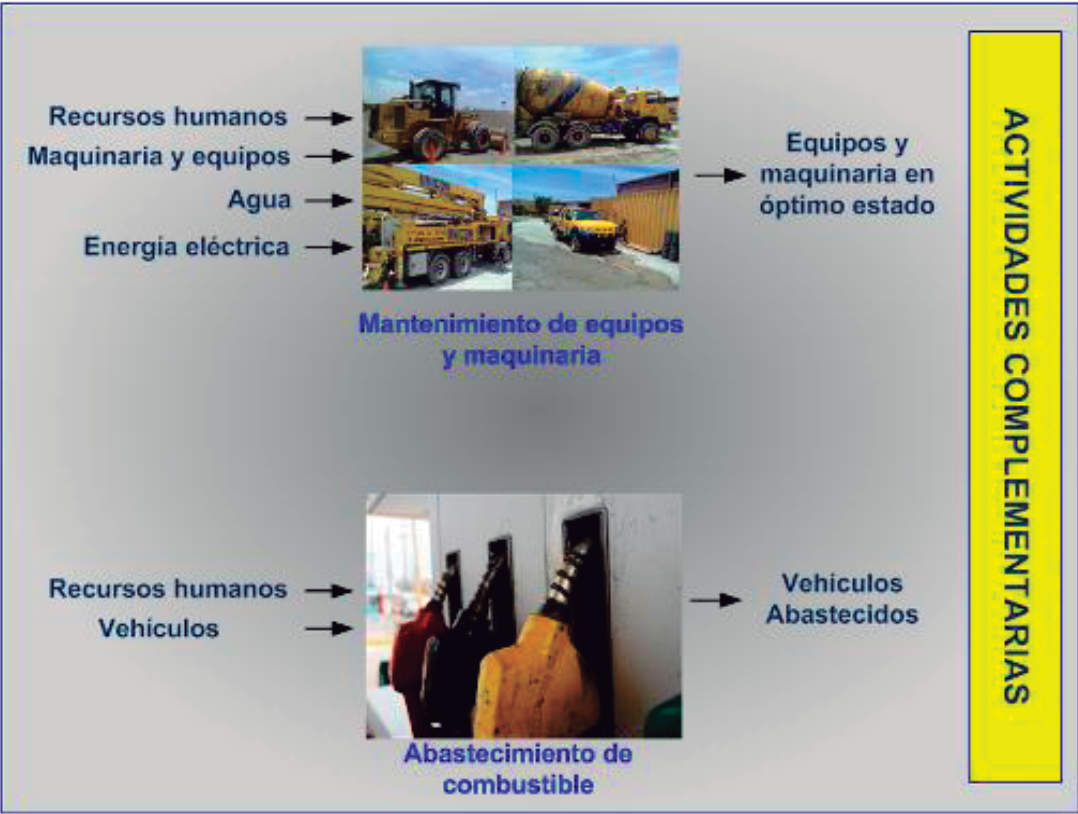 Recursos humanos
Maquinaria y equipos
Agua
Energía eléctrica
Equipos y
maquinaria en
óptimo estado
Mantenimiento de equipos
y maquinaria
Recursos humanos
Vehículos
Vehículos
Abastecidos
Abastecimiento de
combustible
ACTIVIDADES COMPLEMENTARIAS